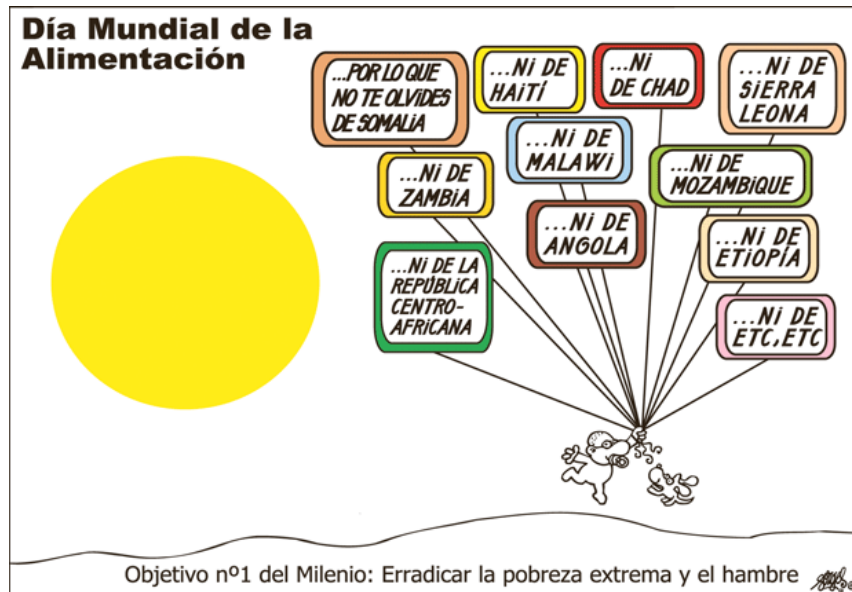 Día Mundial de la
Alimentación
...POR LO QUE
NO TE OLVIDES
DE SOMALIA
...Ni DE
HAiTÍ
...Ni
DE CHAD
...Ni DE
SiERRA
LEONA
...Ni DE
ZAMBiA
...Ni DE
MALAWi
...Ni DE
MOZAMBiQUE
...Ni DE
ANGOLA
...Ni DE LA
REPÚBLiCA
CENTRO-
AFRiCANA
...Ni DE
ETiOPÍA
...Ni DE
ETC, ETC
Objetivo nº1 del Milenio: Erradicar la pobreza extrema y el hambre